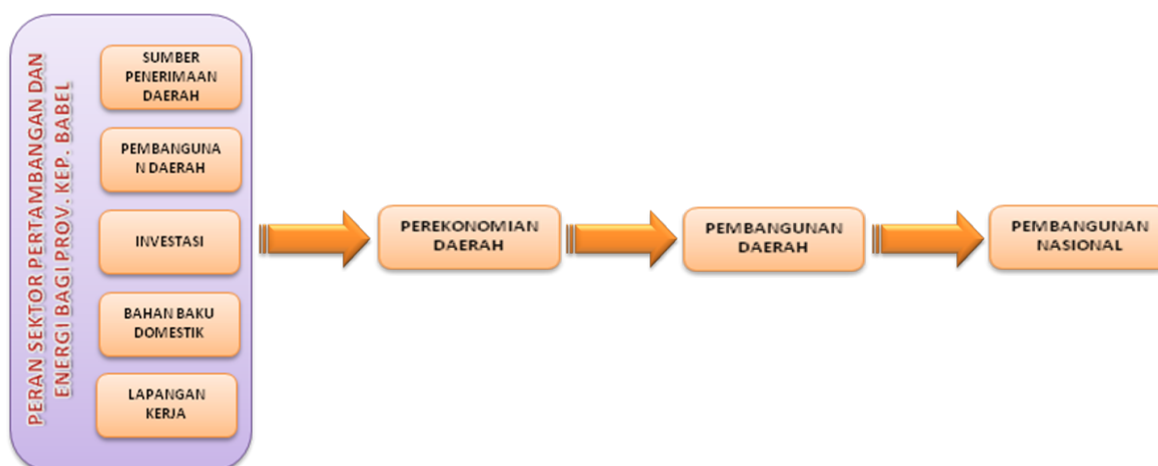 PERAN SEKTOR PERTAMBANGAN DAN
ENERGI BAGI PROV. KEP. BABEL
SUMBER
PENERIMAAN
DAERAH
PEMBANGUNA
N DAERAH
INVESTASI
BAHAN BAKU
DOMESTIK
LAPANGAN
KERJA
PEREKONOMIAN
DAERAH
PEMBANGUNAN
DAERAH
PEMBANGUNAN
NASIONAL